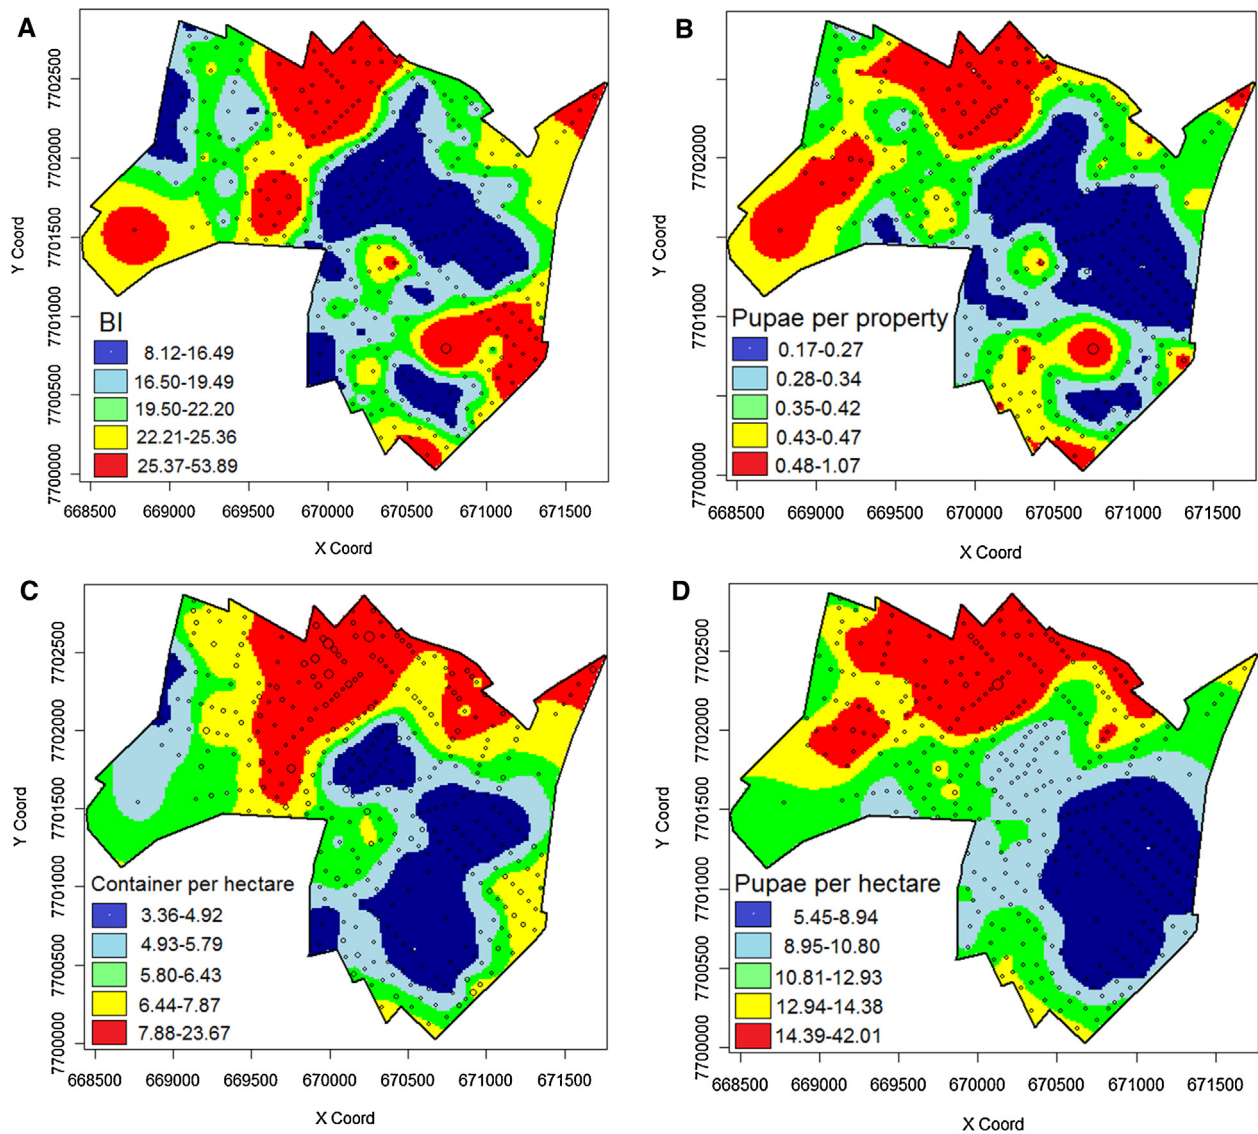 A
7702500
7702000
7701500
7701000
7700500
7700000
Y Coord
BI
8.12-16.49
16.50-19.49
19.50-22.20
22.21-25.36
25.37-53.89
668500 669000 669500 670000 670500 671000 671500
X Coord
B
7702000
7701000
7700000
Y Coord
Pupae per property
0.17-0.27
0.28-0.34
0.35-0.42
0.43-0.47
0.48-1.07
668500 669000 669500 670000 670500 671000 671500
X Coord
C
7702500
7702000
7701500
7701000
7700500
7700000
Y Coord
Container per hectare
3.36-4.92
4.93-5.79
5.80-6.43
6.44-7.87
7.88-23.67
668500 669000 669500 670000 670500 671000 671500
X Coord
D
7702500
7702000
7701500
7701000
7700500
7700000
Y Coord
Pupae per hectare
5.45-8.94
8.95-10.80
10.81-12.93
12.94-14.38
14.39-42.01
668500 669000 669500 670000 670500 671000 671500
X Coord